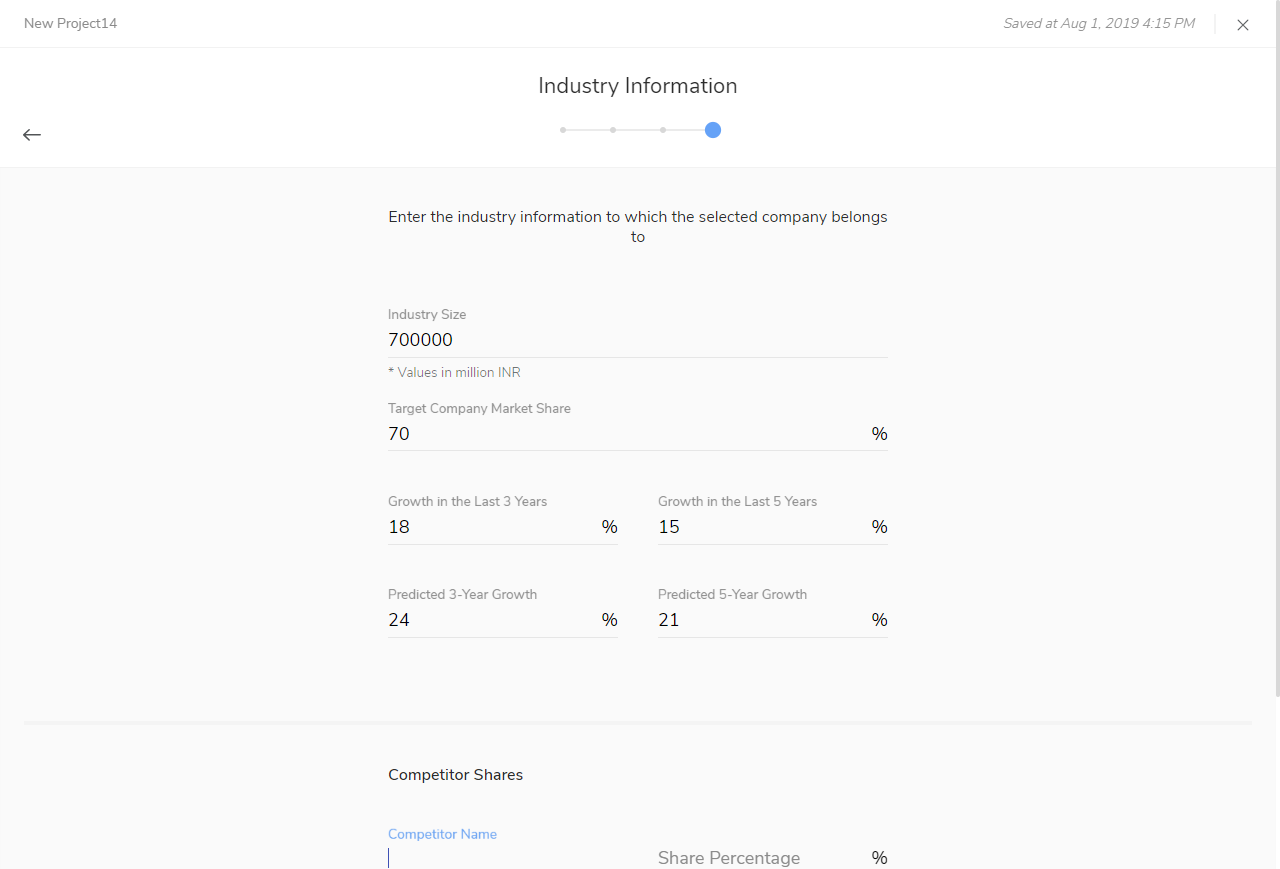 New Project14
Saved at Aug 1, 2019 4:15 PM
Industry Information
Enter the industry information to which the selected company belongs
to
Industry Size
700000
* Values in million INR
Target Company Market Share
70 %
Growth in the Last 3 Years Growth in the Last 5 Years
18 % 15 %
Predicted 3-Year Growth Predicted 5-Year Growth
24 % 21 %
Competitor Shares
Competitor Name
Share Percentage %